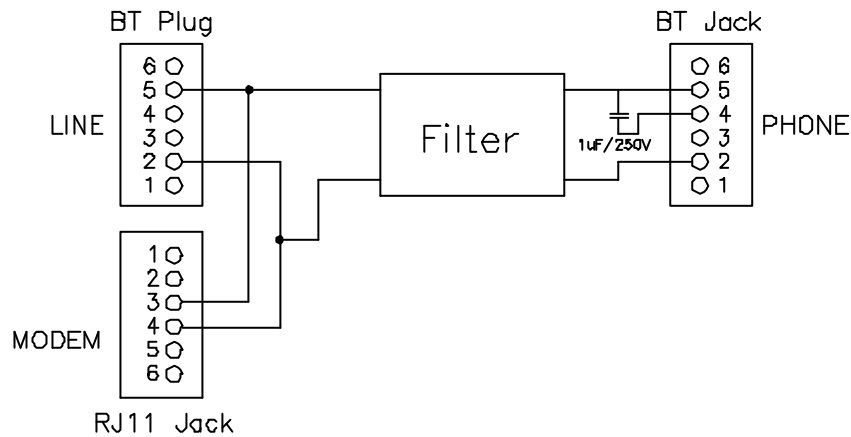 BT Plug
6
5
4
3
2
1
LINE
1
2
3
4
5
6
MODEM
RJ11 Jack
Filter
1uF/250V
BT Jack
6
5
4
3
2
1
PHONE